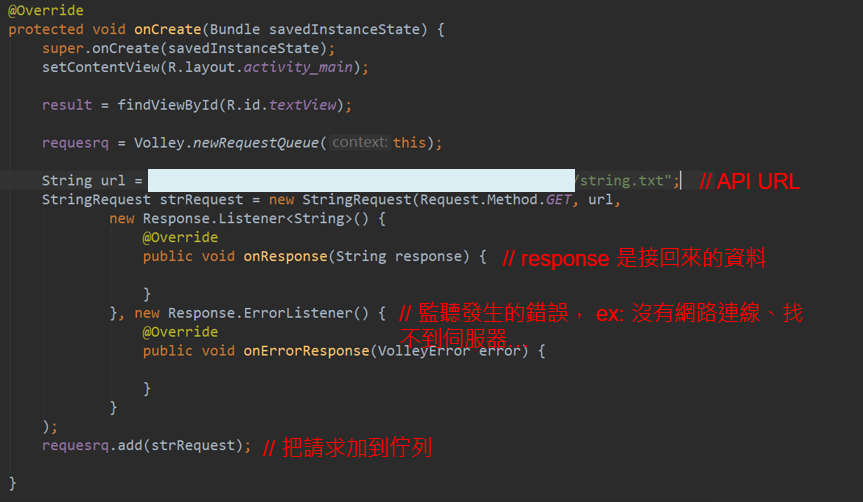 @Override
protected void onCreate(Bundle savedInstanceState) {
super.onCreate(savedInstanceState);
setContentView(R.layout.activity_main);
result = findViewById(R.id.textView);
requesrq = Volley.newRequestQueue( context: this);
String url = /string.txt"; // API URL
StringRequest strRequest = new StringRequest(Request.Method.GET, url,
new Response.Listener<String>() {
@Override
public void onResponse(String response) { // response 是接回來的資料
}
}, new Response.ErrorListener() { // 監聽發生的錯誤， ex: 沒有網路連線、找
@Override 不到伺服器...
public void onErrorResponse(VolleyError error) {
}
}
);
requesrq.add(strRequest); // 把請求加到佇列
}